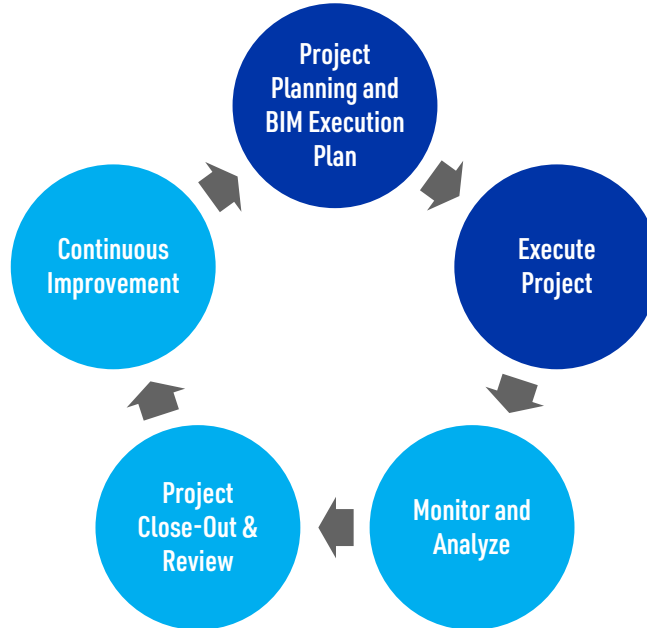 Project
Planning and
BIM Execution
Plan
Execute
Project
Monitor and
Analyze
Project
Close-Out &
Review
Continuous
Improvement